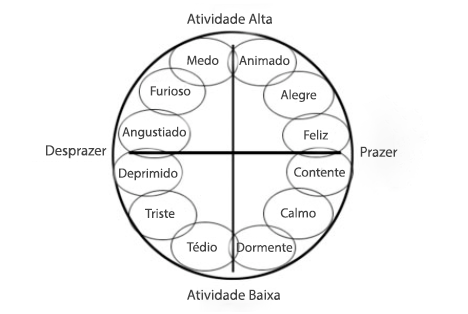 Atividade Alta
Medo Animado
Furioso Alegre
Angustiado Feliz
Desprazer Prazer
Deprimido Contente
Triste Calmo
Tédio Dormente
Atividade Baixa